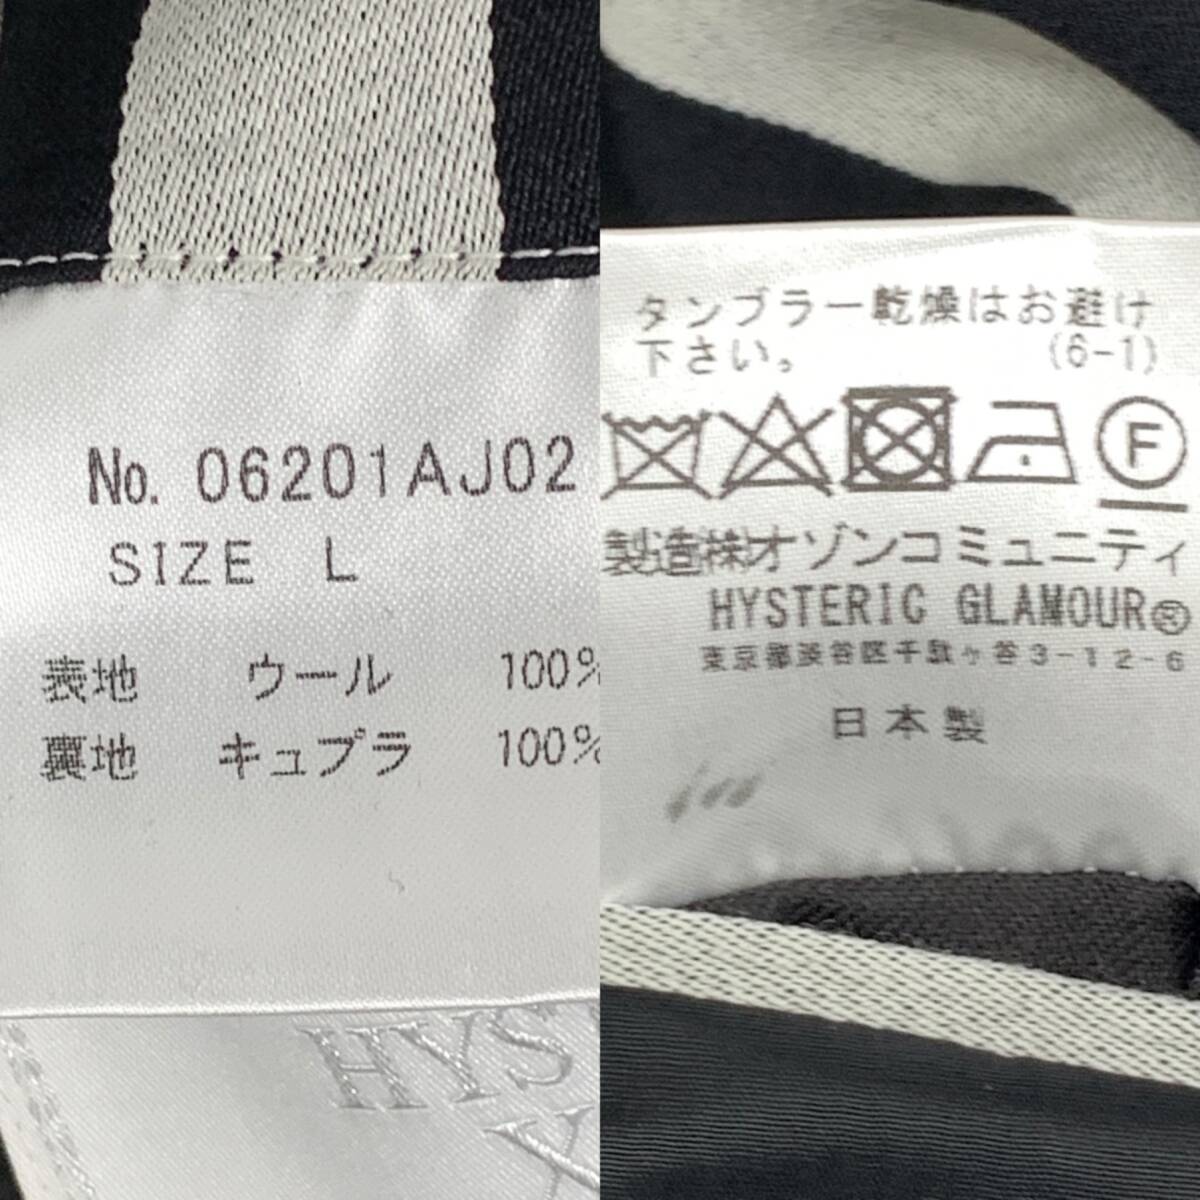 No. 06201AJ02
SIZE L
表地 ウール 100%
裏地 キュプラ 100%
HYS
タンブラー乾燥はお避け
下さい。 (6-1)
F
製造㈱オゾンコミュニティ
HYSTERIC GLAMOUR®
東京都渋谷区千駄ヶ谷3-12-6
日本製